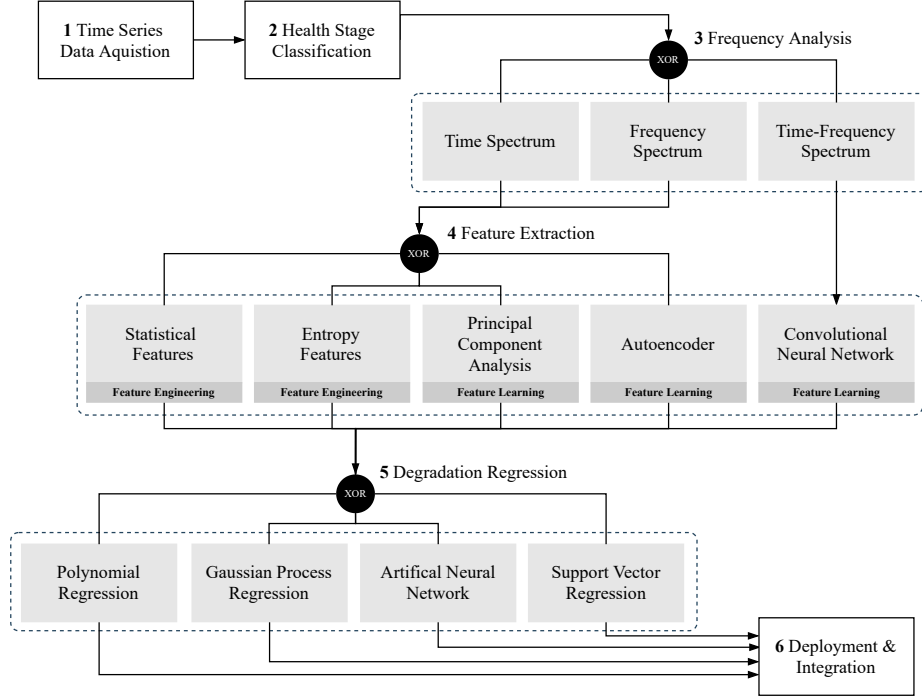 1 Time Series
Data Aquistion
2 Health Stage
Classification
3 Frequency Analysis
XOR
Time Spectrum
Frequency
Spectrum
Time-Frequency
Spectrum
4 Feature Extraction
XOR
Statistical
Features
Feature Engineering
Entropy
Features
Feature Engineering
Principal
Component
Analysis
Feature Learning
Autoencoder
Feature Learning
Convolutional
Neural Network
Feature Learning
5 Degradation Regression
XOR
Polynomial
Regression
Gaussian Process
Regression
Artifical Neural
Network
Support Vector
Regression
6 Deployment &
Integration